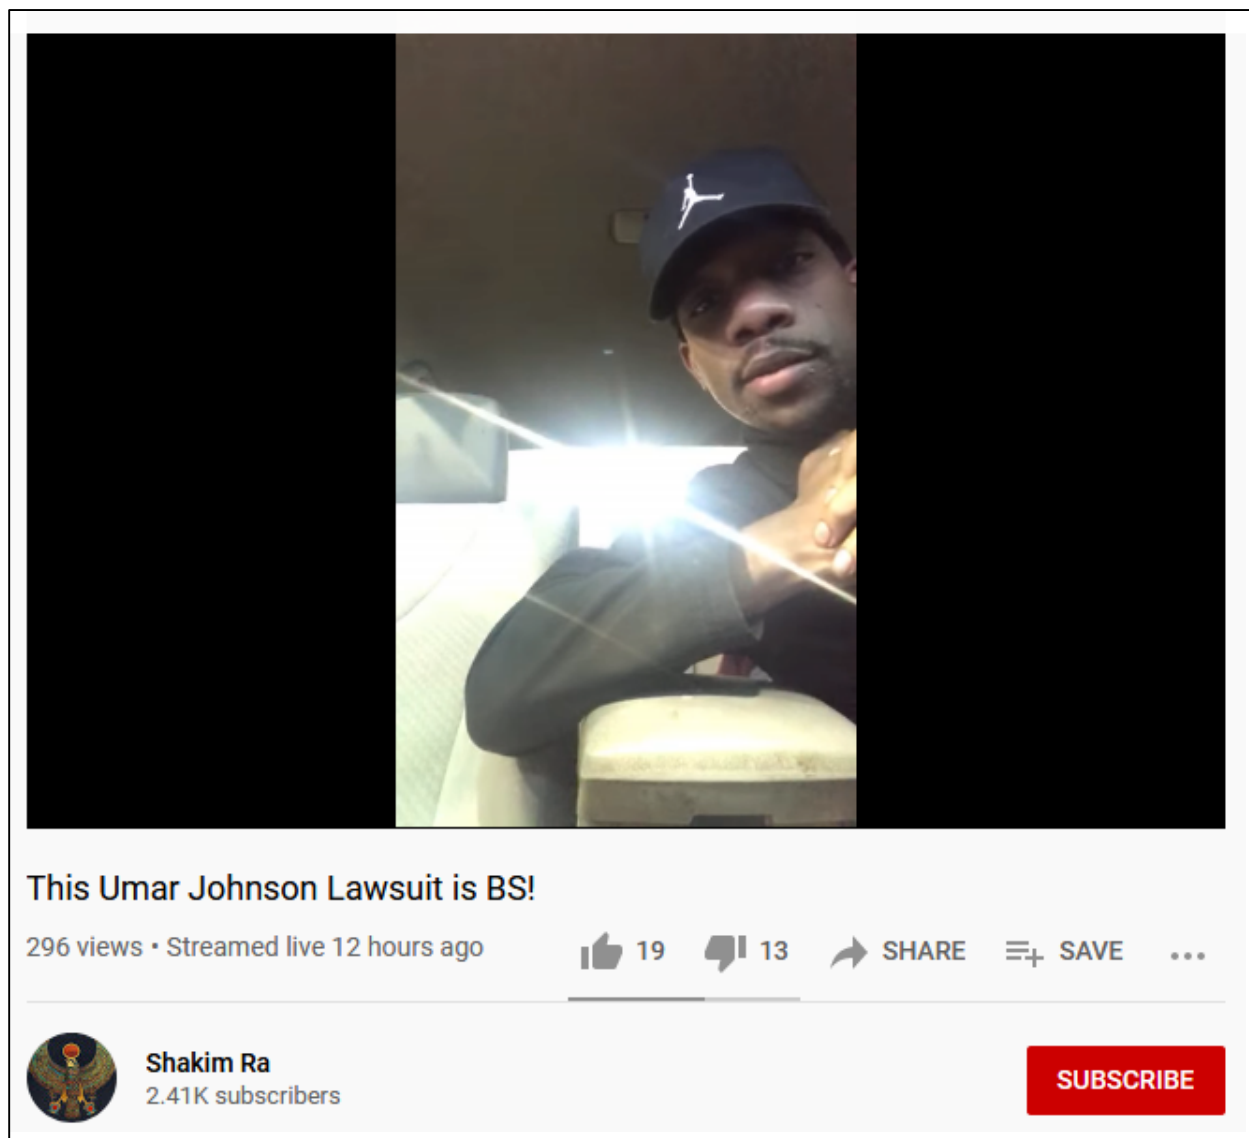 This Umar Johnson Lawsuit is BS!
296 views • Streamed live 12 hours ago 19 13 SHARE SAVE
Shakim Ra
2.41K subscribers
SUBSCRIBE